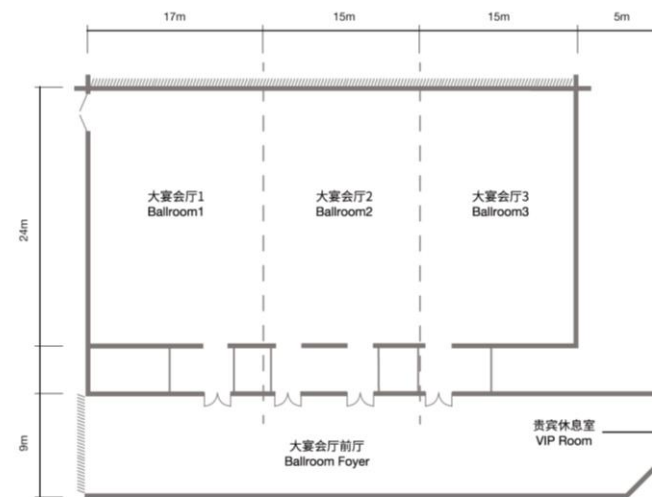 17m
15m
15m
5m
24m
大宴会厅1
Ballroom1
大宴会厅2
Ballroom2
大宴会厅3
Ballroom3
9m
大宴会厅前厅
Ballroom Foyer
贵宾休息室
VIP Room